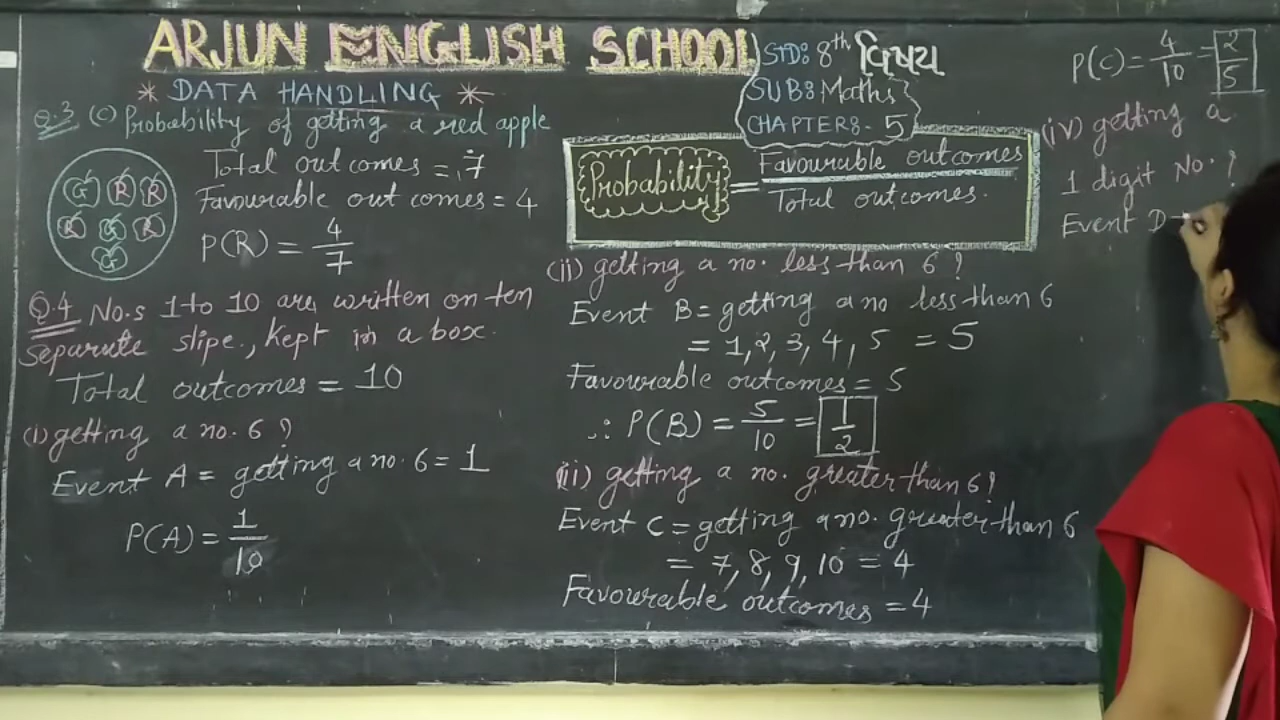 ARJUN ENGLISH SCHOOL
STD: 8th વિષય
SUB: Maths
CHAPTER: 5
* DATA HANDLING *
Q.3 (c) Probability of getting a red apple
G R R
R G R
G
Total outcomes = 7
Favourable out comes = 4
P(R) = 4/7
Q.4 No.s 1 to 10 are written on ten
separate slipe, kept in a box.
Total outcomes = 10
(i) getting a no. 6?
Event A = getting a no. 6 = 1
P(A) = 1/10
Probability = Favourable outcomes / Total outcomes.
(ii) getting a no. less than 6?
Event B = getting a no less than 6
= 1, 2, 3, 4, 5 = 5
Favourable outcomes = 5
∴ P(B) = 5/10 = 1/2
(ii) getting a no. greater than 6?
Event C = getting a no. greater than 6
= 7, 8, 9, 10 = 4
Favourable outcomes = 4
P(C) = 4/10 = 2/5
(iv) getting a
1 digit No.?
Event D